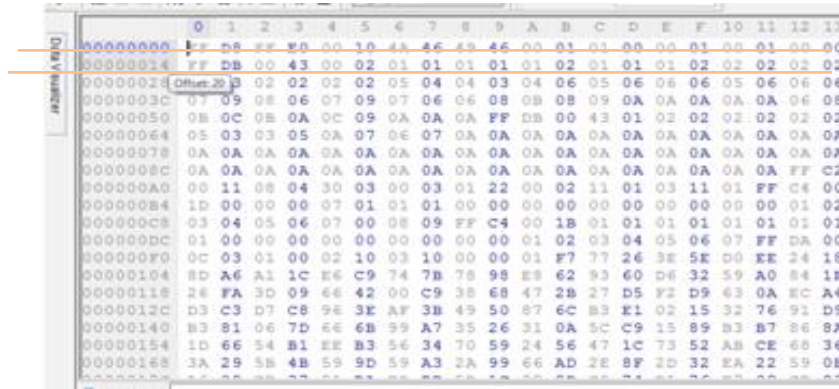 0 1 2 3 4 5 6 7 8 9 A B C D E F 10 11 12
Data Visualizer
00000000 FF D8 FF E0 00 10 4A 46 49 46 00 01 01 00 00 01 00 01 00
00000014 FF DB 00 43 00 02 01 01 01 01 01 02 01 01 01 02 02 02 02
Offset: 20
0000003C 07 09 08 06 07 09 07 06 06 08 0B 08 09 0A 0A 0A 0A 0A 06
00000050 0B 0C 0B 0A 0C 09 0A 0A 0A FF DB 00 43 01 02 02 02 02 02
00000064 05 03 03 05 0A 07 06 07 0A 0A 0A 0A 0A 0A 0A 0A 0A 0A 0A
00000078 0A 0A 0A 0A 0A 0A 0A 0A 0A 0A 0A 0A 0A 0A 0A 0A 0A 0A 0A
0000008C 0A 0A 0A 0A 0A 0A 0A 0A 0A 0A 0A 0A 0A 0A 0A 0A 0A 0A FF
000000A0 00 11 08 04 30 03 00 03 01 22 00 02 11 01 03 11 01 FF C4
000000B4 1D 00 00 00 07 01 01 01 00 00 00 00 00 00 00 00 00 00 01
000000C8 03 04 05 06 07 00 08 09 FF C4 00 1B 01 01 01 01 01 01 01
000000DC 01 00 00 00 00 00 00 00 00 00 01 02 03 04 05 06 07 FF DA
000000F0 0C 03 01 00 02 10 03 10 00 00 01 F7 77 26 3E 5E D0 EE 24
00000104 8D A6 A1 1C E6 C9 74 7B 78 98 E8 62 93 60 D6 32 59 A0 84
00000118 26 FA 3D 09 66 42 00 C9 38 68 47 2B 27 D5 F2 D9 63 0A EC
0000012C D3 C3 D7 C8 96 3E AF 3B 49 50 87 6C B3 E1 02 15 32 76 91
00000140 B3 81 06 7D 66 6B 99 A7 35 26 31 0A 5C C9 15 89 B3 B7 86
00000154 1D 66 54 B1 EE B3 56 34 70 59 24 56 47 1C 73 52 AB CE 68
00000168 3A 29 5B 4B 59 9D 59 A3 2A 99 66 AD 2E 8F 2D 32 EA 22 59